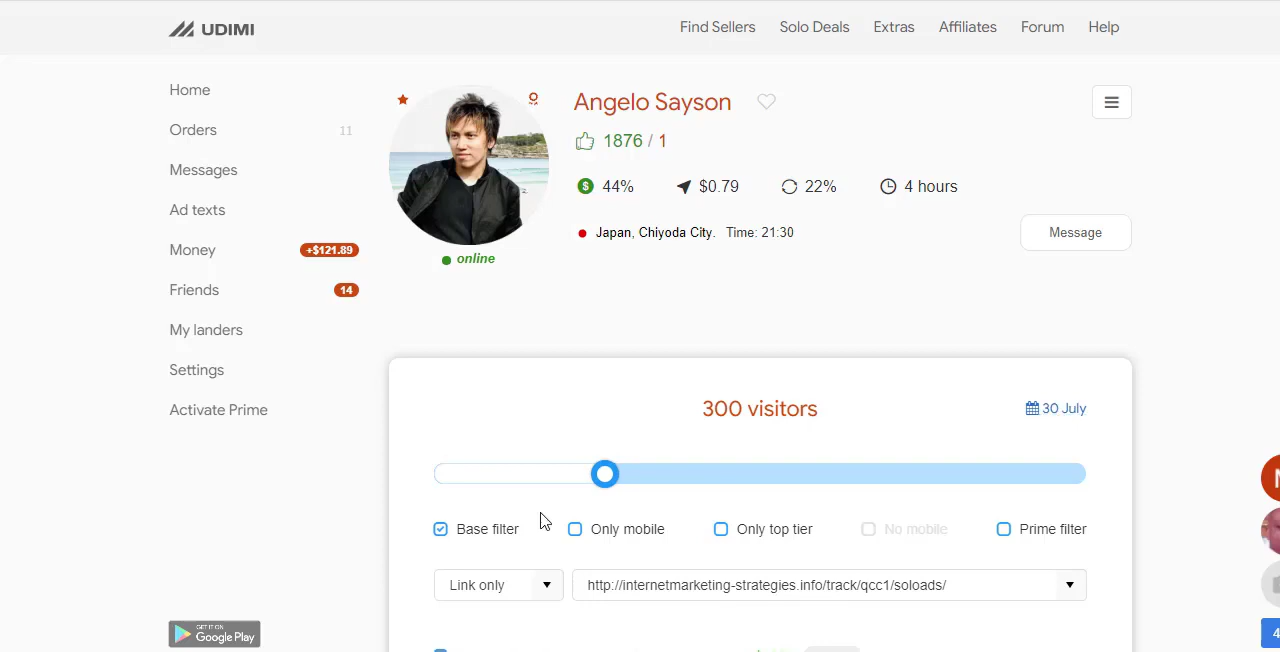 UDIMI
Find Sellers Solo Deals Extras Affiliates Forum Help
Home
Orders 11
Messages
Ad texts
Money +$121.89
Friends 14
My landers
Settings
Activate Prime
GET IT ON
Google Play
Angelo Sayson
1876 / 1
$ 44% $0.79 22% 4 hours
Japan, Chiyoda City. Time: 21:30
Message
online
300 visitors 30 July
Base filter Only mobile Only top tier No mobile Prime filter
Link only http://internetmarketing-strategies.info/track/qcc1/soloads/
4